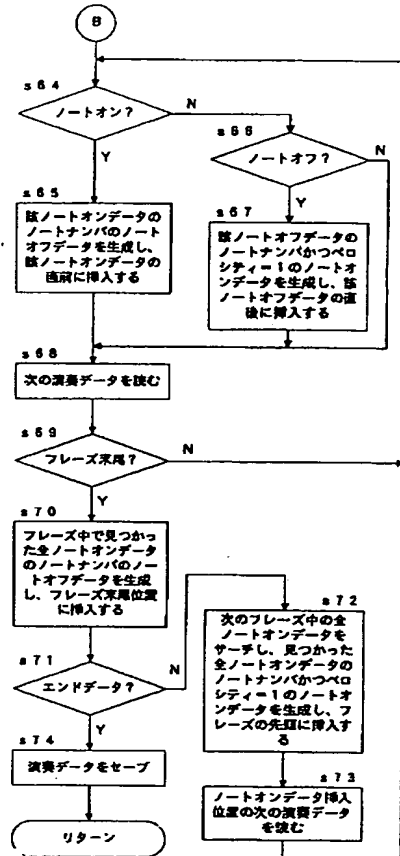 B
s64
ノートオン?
N
s66
Y
ノートオフ?
N
s65
Y
s67
該ノートオンデータの
ノートナンバのノート
オフデータを生成し、
該ノートオンデータの
直前に挿入する
該ノートオフデータの
ノートナンバかつベロ
シティ=1のノートオ
ンデータを生成し、該
ノートオフデータの直
後に挿入する
s68
次の演奏データを読む
s69
フレーズ末尾?
N
Y
s70
フレーズ中で見つかっ
た全ノートオンデータ
のノートナンバのノー
トオフデータを生成
し、フレーズ末尾位置
に挿入する
s72
次のフレーズ中の全
ノートオンデータを
サーチし、見つかった
全ノートオンデータの
ノートナンバかつベロ
シティ=1のノートオ
ンデータを生成し、フ
レーズの先頭に挿入す
る
s71
N
エンドデータ?
Y
s74
演奏データをセーブ
s73
ノートオンデータ挿入
位置の次の演奏データ
を読む
リターン